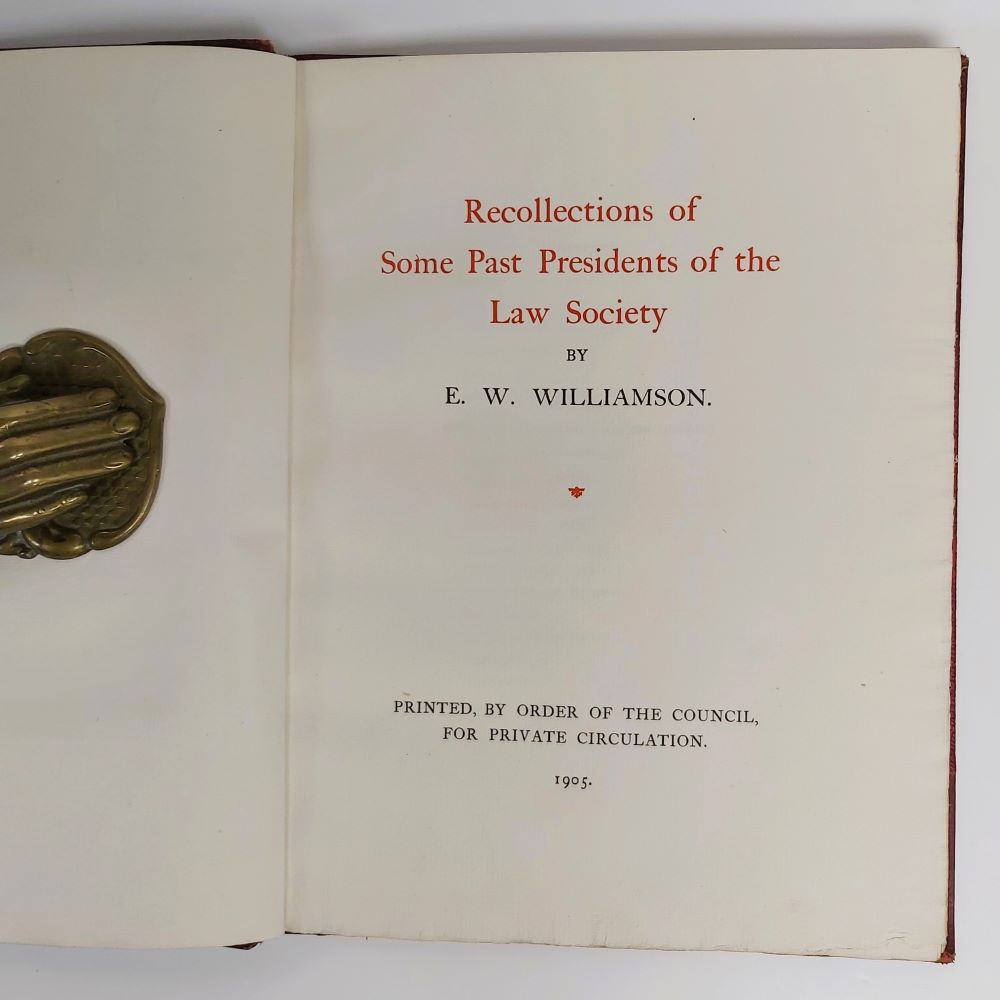 Recollections of
Some Past Presidents of the
Law Society
BY
E. W. WILLIAMSON.
PRINTED, BY ORDER OF THE COUNCIL,
FOR PRIVATE CIRCULATION.
1905.